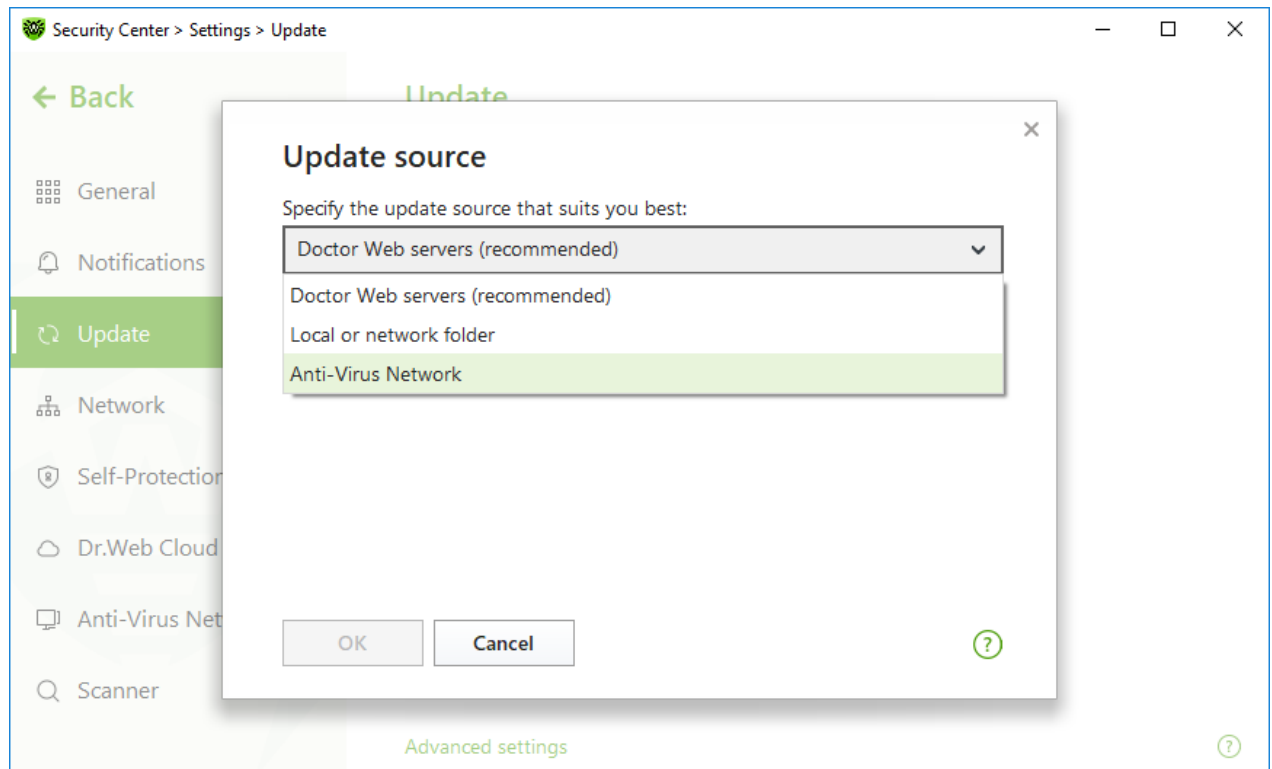 Security Center > Settings > Update
Back
Update
General
Notifications
Update
Network
Self-Protection
Dr.Web Cloud
Anti-Virus Net
Scanner
Update source
Specify the update source that suits you best:
Doctor Web servers (recommended)
Doctor Web servers (recommended)
Local or network folder
Anti-Virus Network
OK
Cancel
?
Advanced settings
?